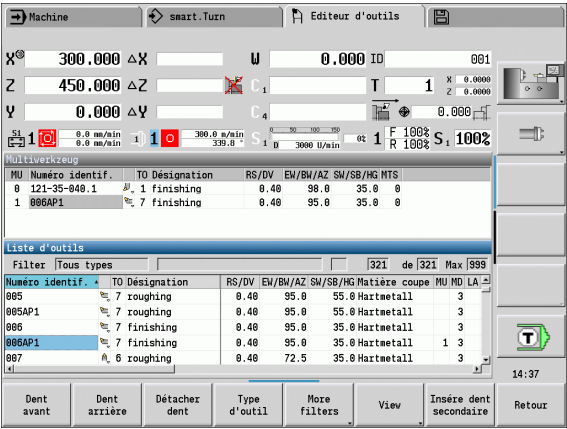 Machine smart.Turn Editeur d'outils
X 300.000 ΔX U 0.000 ID 001
Z 450.000 ΔZ C 1 T 1 X 0.0000
Z 0.0000
Y 0.000 ΔY C 4 0.000
S1 1 0.0 mm/min
0.0 mm/min 1 1 300.0 m/min
339.8 ° S 1 0 50 100 150
D 3000 U/min 0% 1 F 100%
R 100% S 1 100%
Multiwerkzeug
MU Numéro identif. TO Désignation RS/DV EW/BW/AZ SW/SB/HG MTS
0 121-35-040.1 1 finishing 0.40 98.0 35.0 0
1 006AP1 7 finishing 0.40 95.0 35.0 0
Liste d'outils
Filter Tous types 321 de 321 Max 999
Numéro identif. TO Désignation RS/DV EW/BW/AZ SW/SB/HG Matière coupe MU MD LA
005 7 roughing 0.40 95.0 55.0 Hartmetall 3
005AP1 7 roughing 0.40 95.0 55.0 Hartmetall 3
006 7 finishing 0.40 95.0 35.0 Hartmetall 3
006AP1 7 finishing 0.40 95.0 35.0 Hartmetall 1 3
007 6 roughing 0.40 72.5 35.0 Hartmetall 3
T
14:37
Dent
avant
Dent
arrière
Détacher
dent
Type
d'outil
More
filters
View
Insére dent
secondaire
Retour